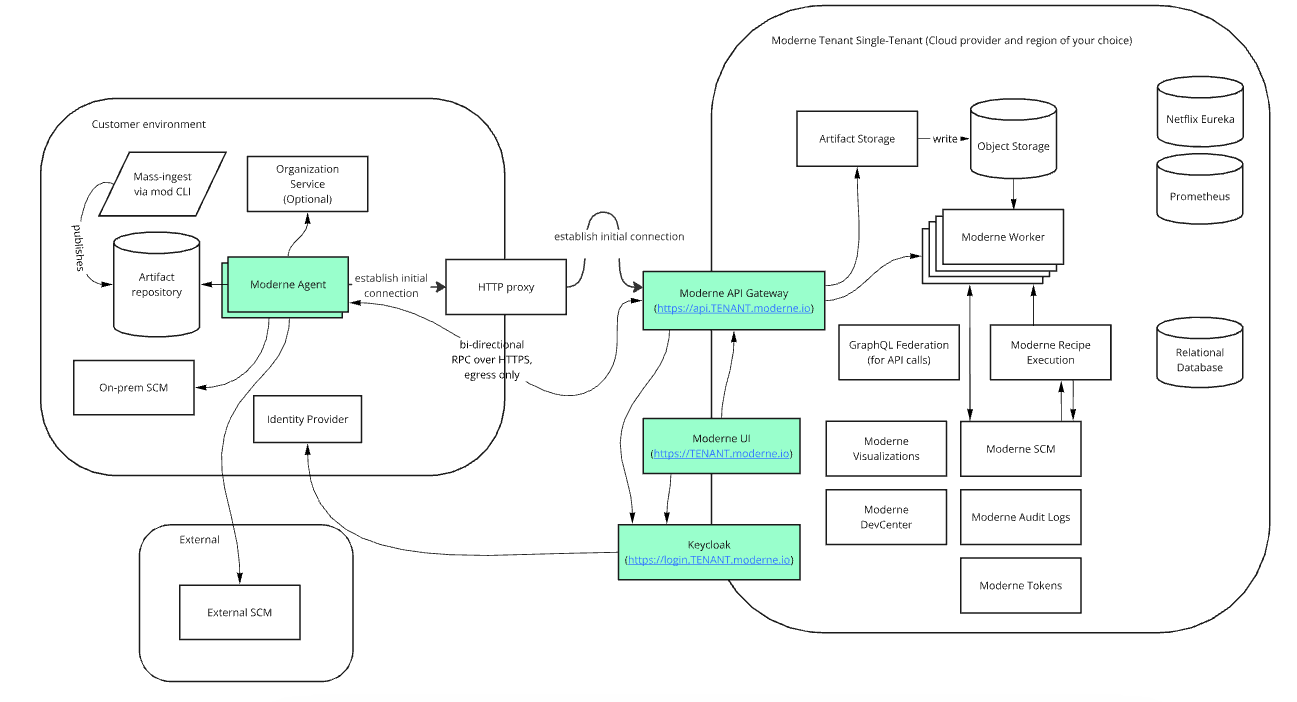 Moderne Tenant Single-Tenant (Cloud provider and region of your choice)
Customer environment
Mass-ingest
via mod CLI
publishes
Organization
Service
(Optional)
Artifact
repository
Moderne Agent
establish initial
connection
HTTP proxy
establish initial connection
bi-directional
RPC over HTTPS,
egress only
On-prem SCM
Identity Provider
External
External SCM
Moderne API Gateway
(https://api.TENANT.moderne.io)
Moderne UI
(https://TENANT.moderne.io)
Keycloak
(https://login.TENANT.moderne.io)
Artifact Storage
write
Object Storage
Moderne Worker
GraphQL Federation
(for API calls)
Moderne Recipe
Execution
Moderne
Visualizations
Moderne SCM
Moderne
DevCenter
Moderne Audit Logs
Moderne Tokens
Netflix Eureka
Prometheus
Relational
Database